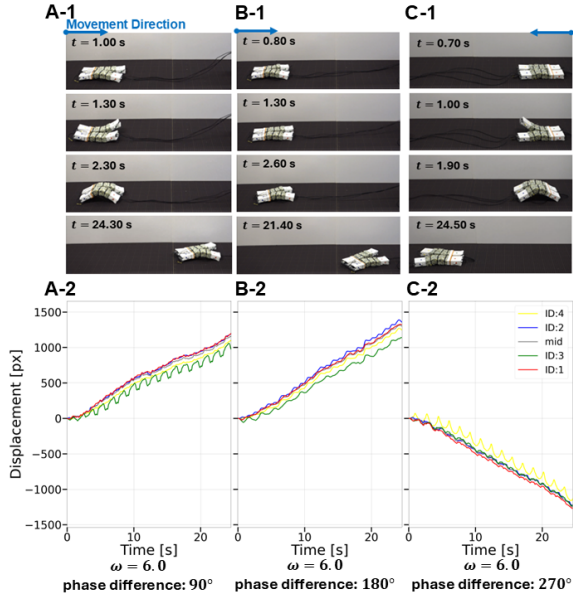 A-1 B-1 C-1
Movement Direction
t = 1.00 s t = 0.80 s t = 0.70 s
t = 1.30 s t = 1.30 s t = 1.00 s
t = 2.30 s t = 2.60 s t = 1.90 s
t = 24.30 s t = 21.40 s t = 24.50 s
A-2 B-2 C-2
Displacement [px]
1500
1000
500
0
−500
−1000
−1500
ID:4
ID:2
mid
ID:3
ID:1
0 10 20 0 10 20 0 10 20
Time [s] Time [s] Time [s]
ω = 6.0 ω = 6.0 ω = 6.0
phase difference: 90° phase difference: 180° phase difference: 270°